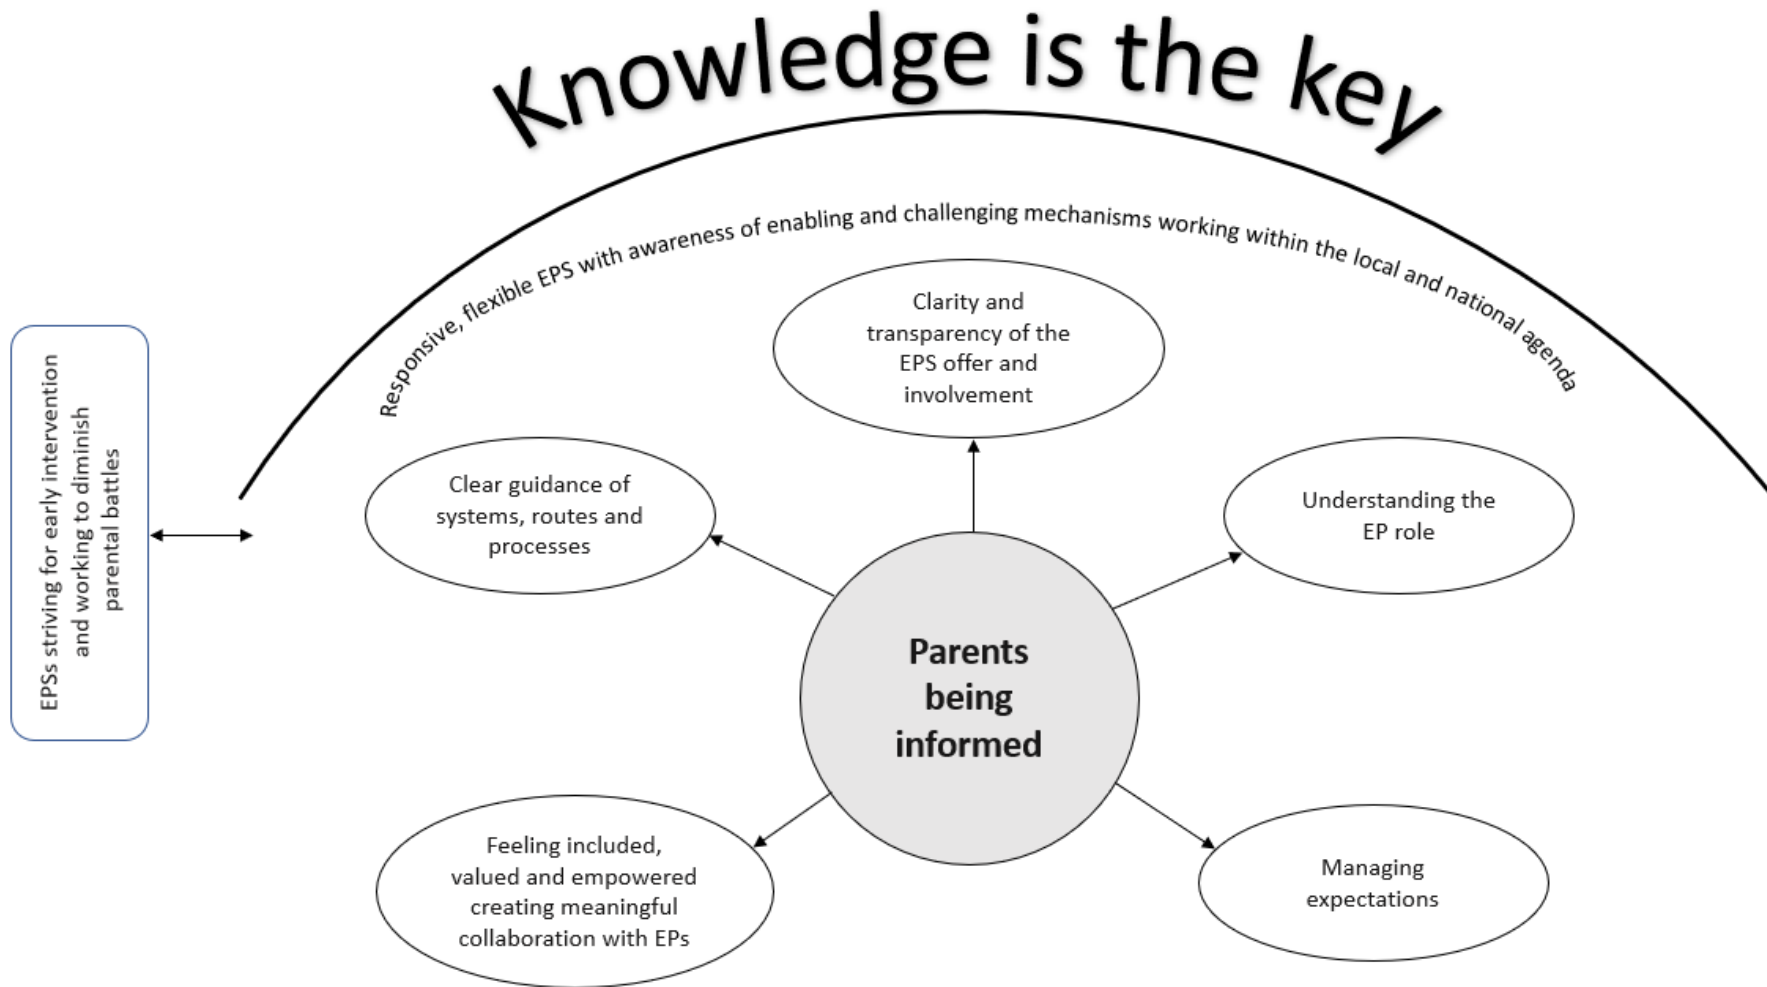 Knowledge is the key
Responsive, flexible EPS with awareness of enabling and challenging mechanisms working within the local and national agenda
EPSs striving for early intervention
and working to diminish
parental battles
Clarity and
transparency of the
EPS offer and
involvement
Clear guidance of
systems, routes and
processes
Understanding the
EP role
Parents
being
informed
Feeling included,
valued and empowered
creating meaningful
collaboration with EPs
Managing
expectations